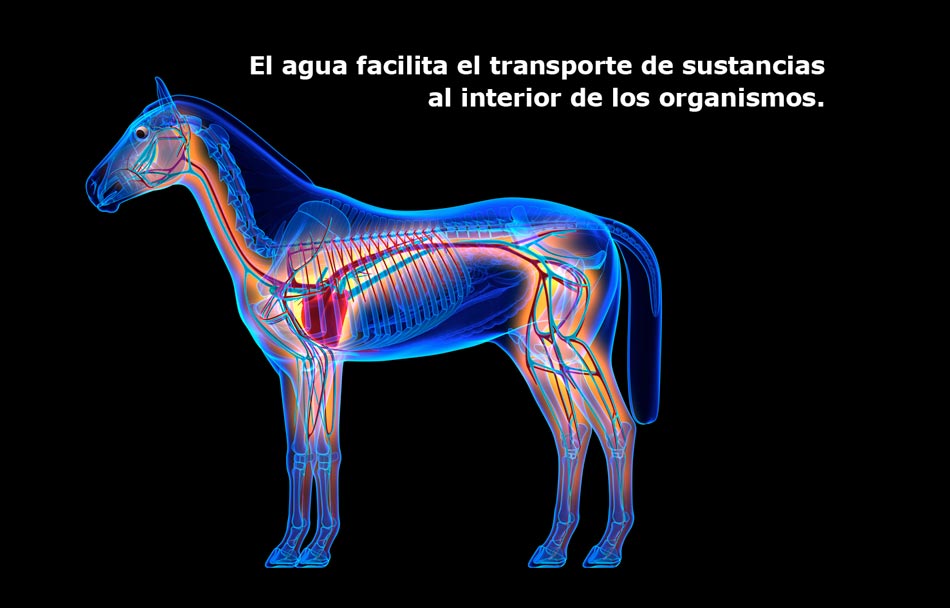 El agua facilita el transporte de sustancias
al interior de los organismos.